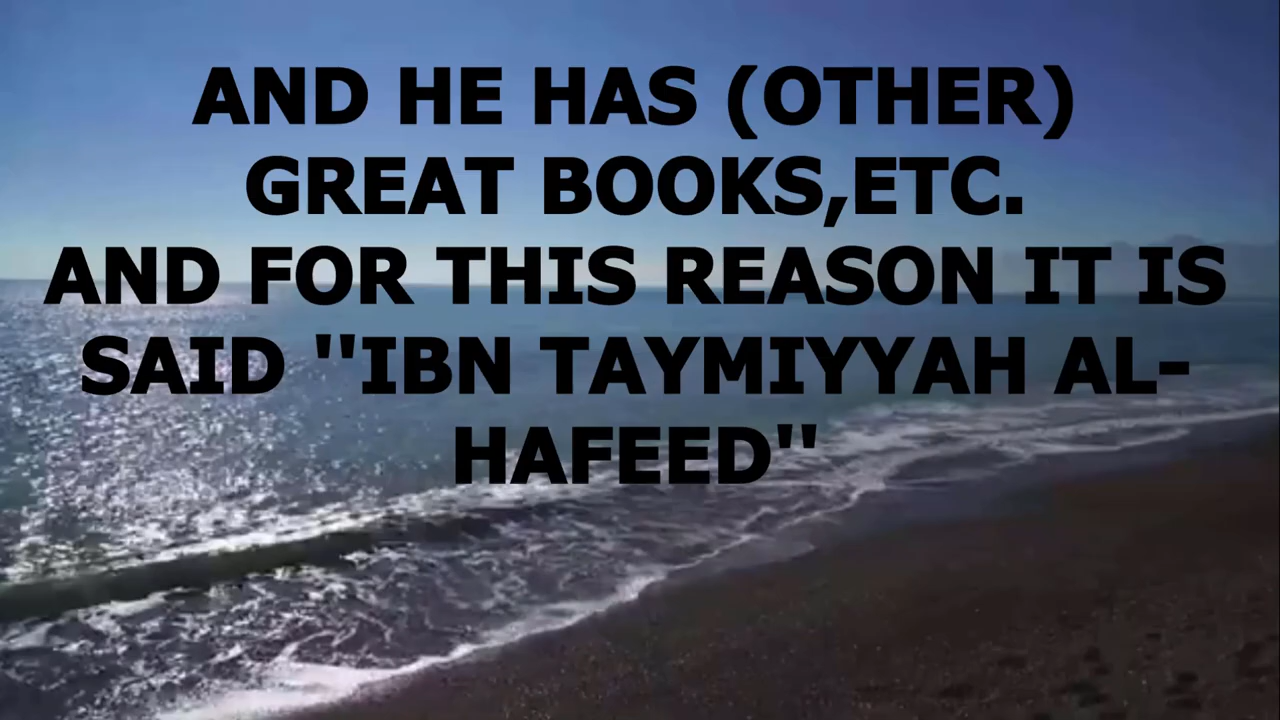 AND HE HAS (OTHER)
GREAT BOOKS,ETC.
AND FOR THIS REASON IT IS
SAID ''IBN TAYMIYYAH AL-
HAFEED''